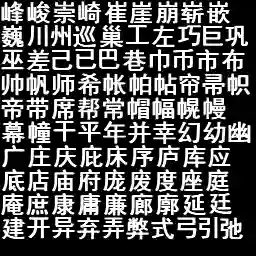 峰峻崇崎崔崖崩崭嵌
巍川州巡巢工左巧巨巩
巫差己已巴巷巾币市布
帅帆师希帐帕帖帘帚帜
帝带席帮常帽幅幌幔
幕幢干平年并幸幻幼幽
广庄庆庇床序庐库应
底店庙府庞废度座庭
庵庶康庸廉廊廓延廷
建开异弃弄弊式弓引弛